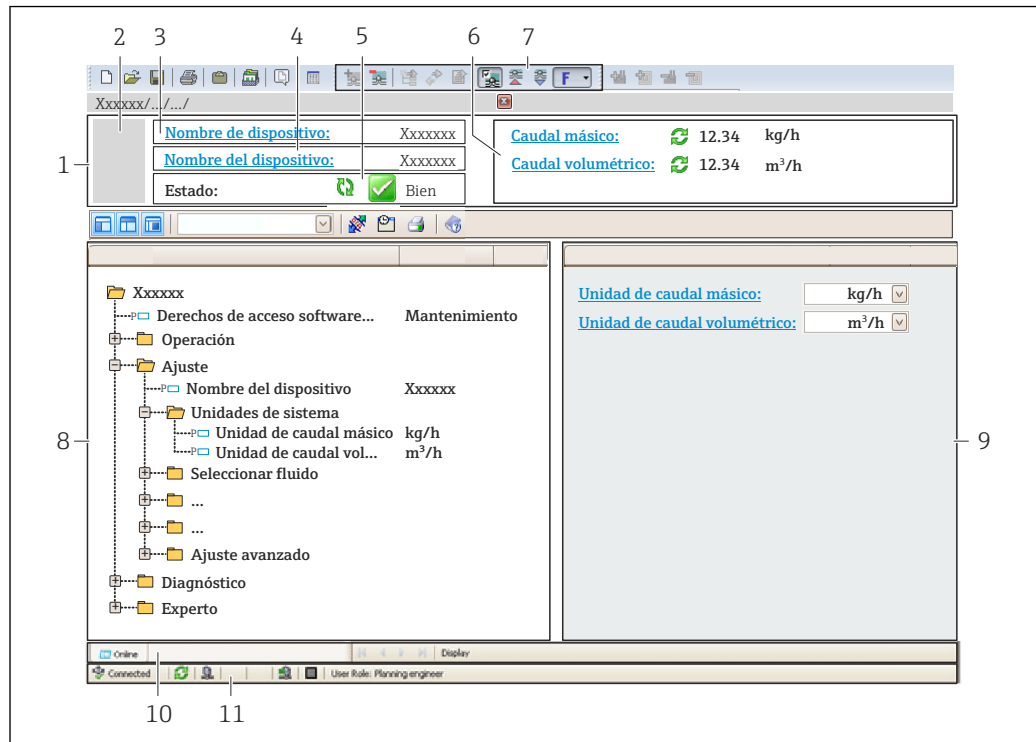 2 3 4 5 6 7
F
Xxxxxx/.../.../
1
Nombre de dispositivo: Xxxxxxx
Nombre del dispositivo: Xxxxxxx
Estado: Bien
Caudal másico: 12.34 kg/h
Caudal volumétrico: 12.34 m³/h
Xxxxxx
P Derechos de acceso software... Mantenimiento
Operación
Ajuste
P Nombre del dispositivo Xxxxxx
Unidades de sistema
P Unidad de caudal másico kg/h
P Unidad de caudal vol... m³/h
Seleccionar fluido
...
...
Ajuste avanzado
Diagnóstico
Experto
8
Unidad de caudal másico: kg/h
Unidad de caudal volumétrico: m³/h
9
Online Display
Connected User Role: Planning engineer
10 11